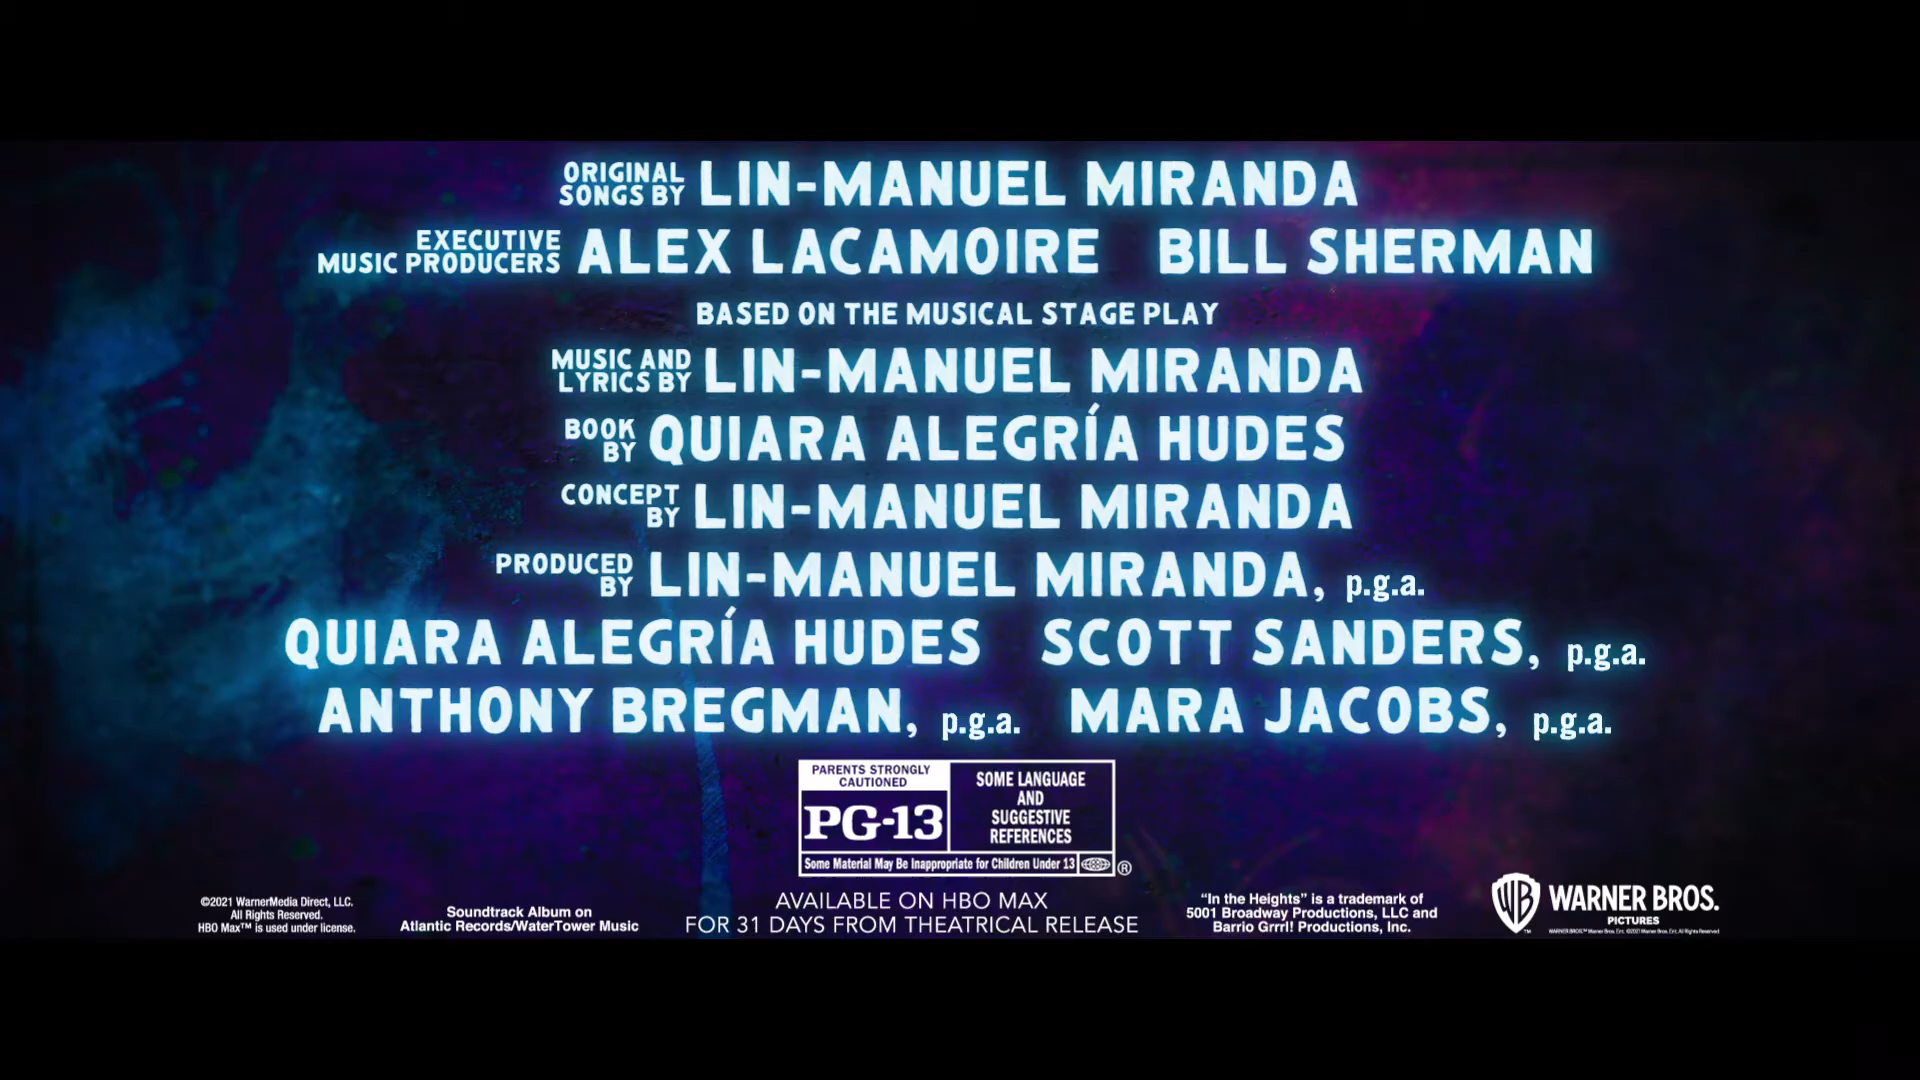 ORIGINAL SONGS BY LIN-MANUEL MIRANDA
EXECUTIVE MUSIC PRODUCERS ALEX LACAMOIRE BILL SHERMAN
BASED ON THE MUSICAL STAGE PLAY
MUSIC AND LYRICS BY LIN-MANUEL MIRANDA
BOOK BY QUIARA ALEGRÍA HUDES
CONCEPT BY LIN-MANUEL MIRANDA
PRODUCED BY LIN-MANUEL MIRANDA, p.g.a.
QUIARA ALEGRÍA HUDES SCOTT SANDERS, p.g.a.
ANTHONY BREGMAN, p.g.a. MARA JACOBS, p.g.a.
PARENTS STRONGLY
CAUTIONED
PG-13
SOME LANGUAGE
AND
SUGGESTIVE
REFERENCES
Some Material May Be Inappropriate for Children Under 13
®
©2021 WarnerMedia Direct, LLC.
All Rights Reserved.
HBO Max™ is used under license.
Soundtrack Album on
Atlantic Records/WaterTower Music
AVAILABLE ON HBO MAX
FOR 31 DAYS FROM THEATRICAL RELEASE
“In the Heights” is a trademark of
5001 Broadway Productions, LLC and
Barrio Grrrl! Productions, Inc.
WB
TM
WARNER BROS.
PICTURES